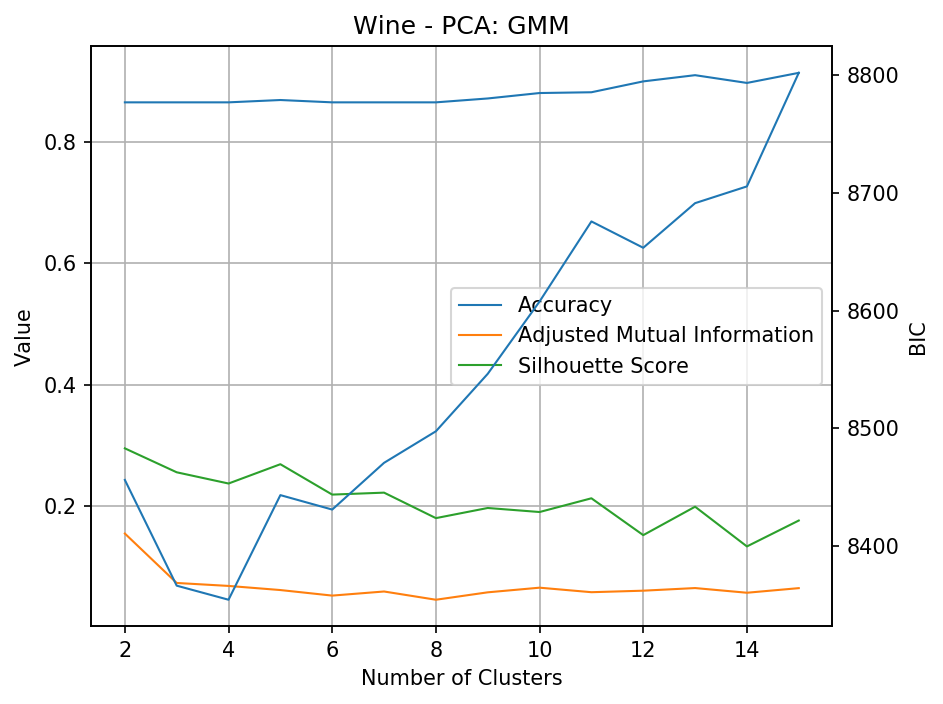 Wine - PCA: GMM
Value
0.8
0.6
0.4
0.2
8800
8700
8600
8500
8400
BIC
Accuracy
Adjusted Mutual Information
Silhouette Score
2 4 6 8 10 12 14
Number of Clusters